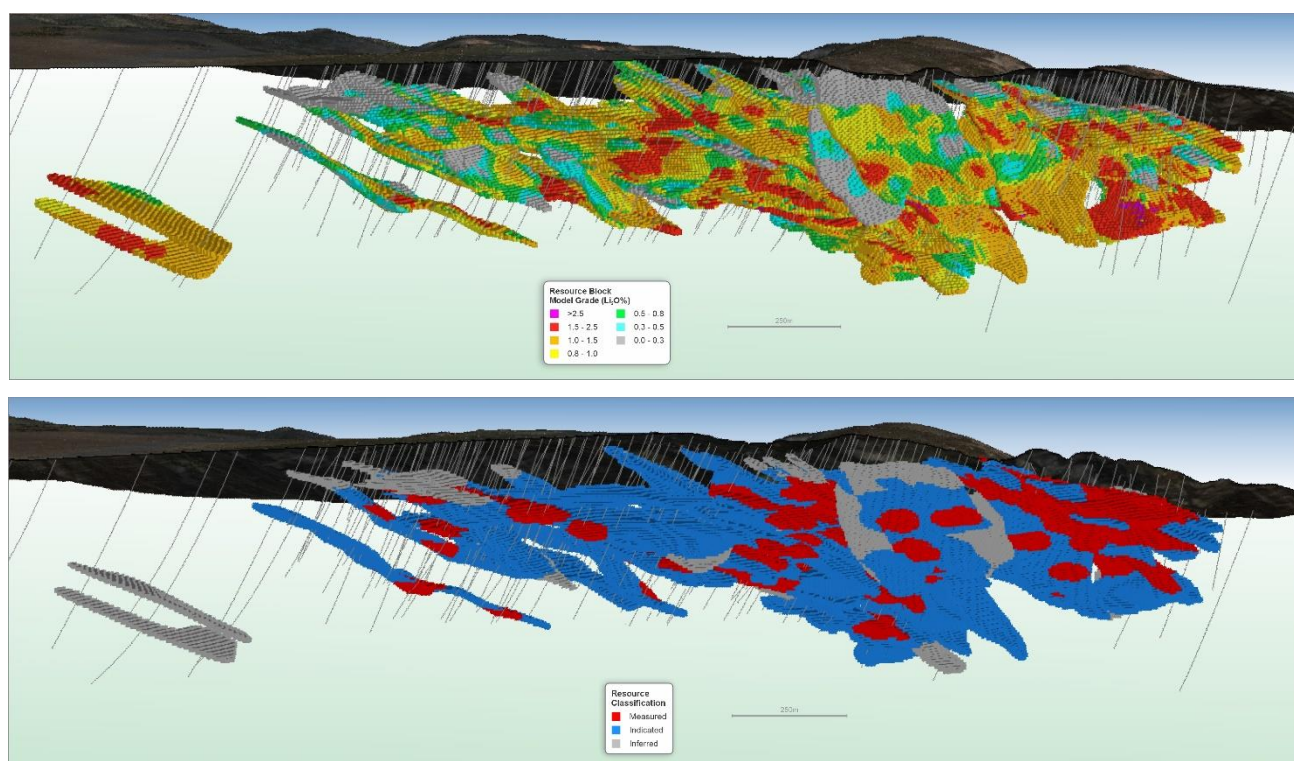 Resource Block
Model Grade (Li₂O%)
>2.5
0.5 - 0.8
1.5 - 2.5
0.3 - 0.5
1.0 - 1.5
0.0 - 0.3
0.8 - 1.0
250m
Resource
Classification
Measured
Indicated
Inferred
250m